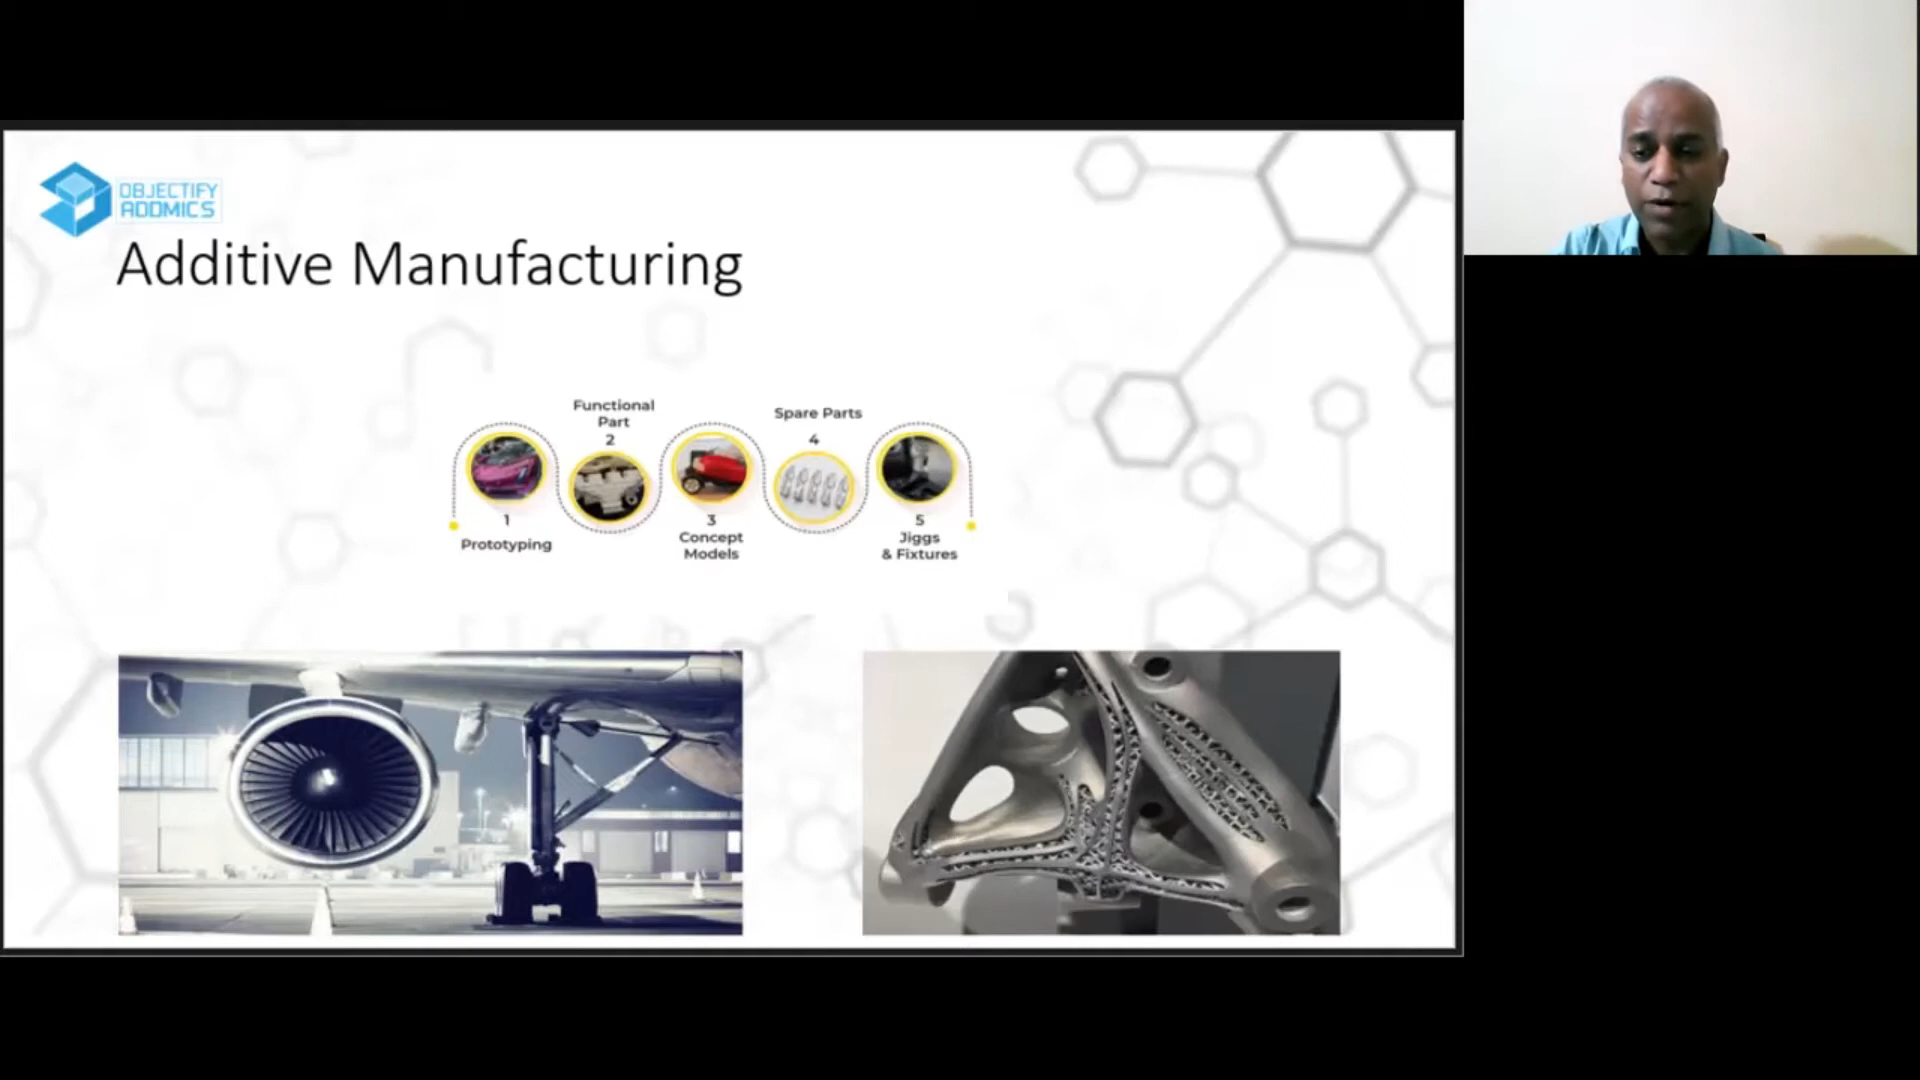 OBJECTIFY
ADDMICS
Additive Manufacturing
Functional
Part
2
Spare Parts
4
1
Prototyping
3
Concept
Models
5
Jiggs
& Fixtures